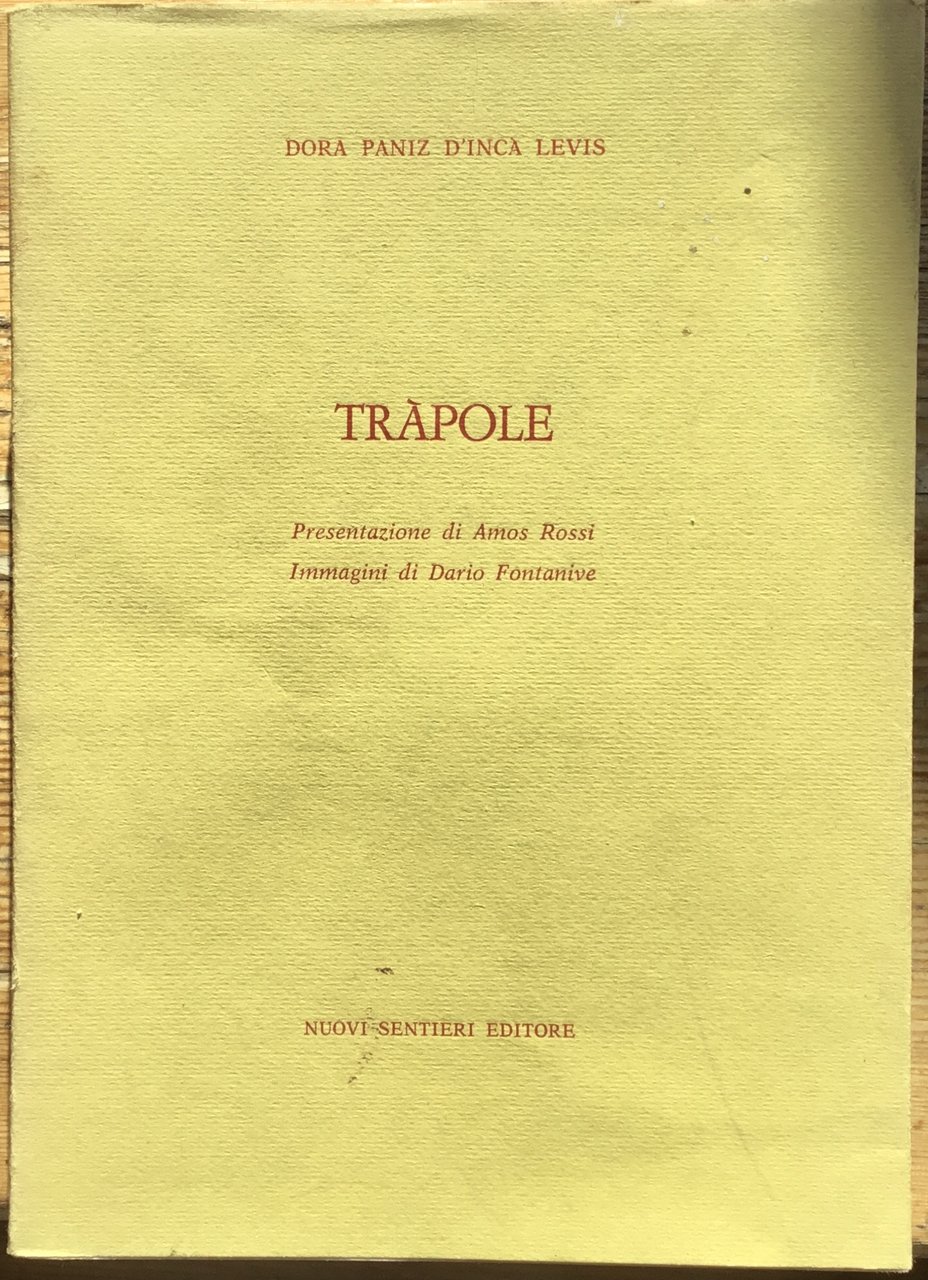 DORA PANIZ D'INCÀ LEVIS
TRÀPOLE
Presentazione di Amos Rossi
Immagini di Dario Fontanive
NUOVI SENTIERI EDITORE